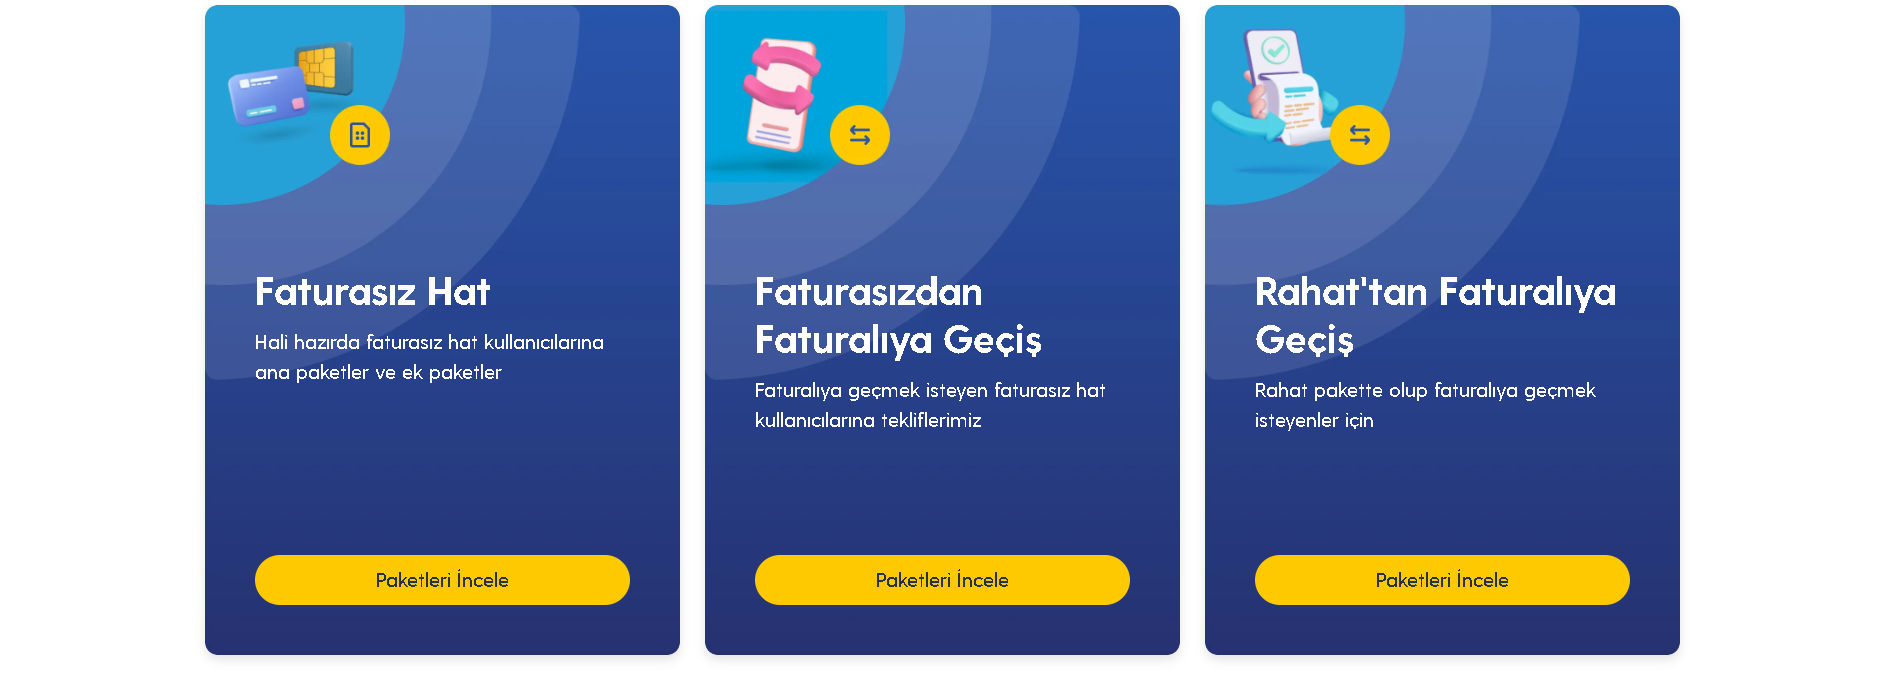 Faturasız Hat
Hali hazırda faturasız hat kullanıcılarına
ana paketler ve ek paketler
Paketleri İncele
Faturasızdan
Faturalıya Geçiş
Faturalıya geçmek isteyen faturasız hat
kullanıcılarına tekliflerimiz
Paketleri İncele
Rahat'tan Faturalıya
Geçiş
Rahat pakette olup faturalıya geçmek
isteyenler için
Paketleri İncele